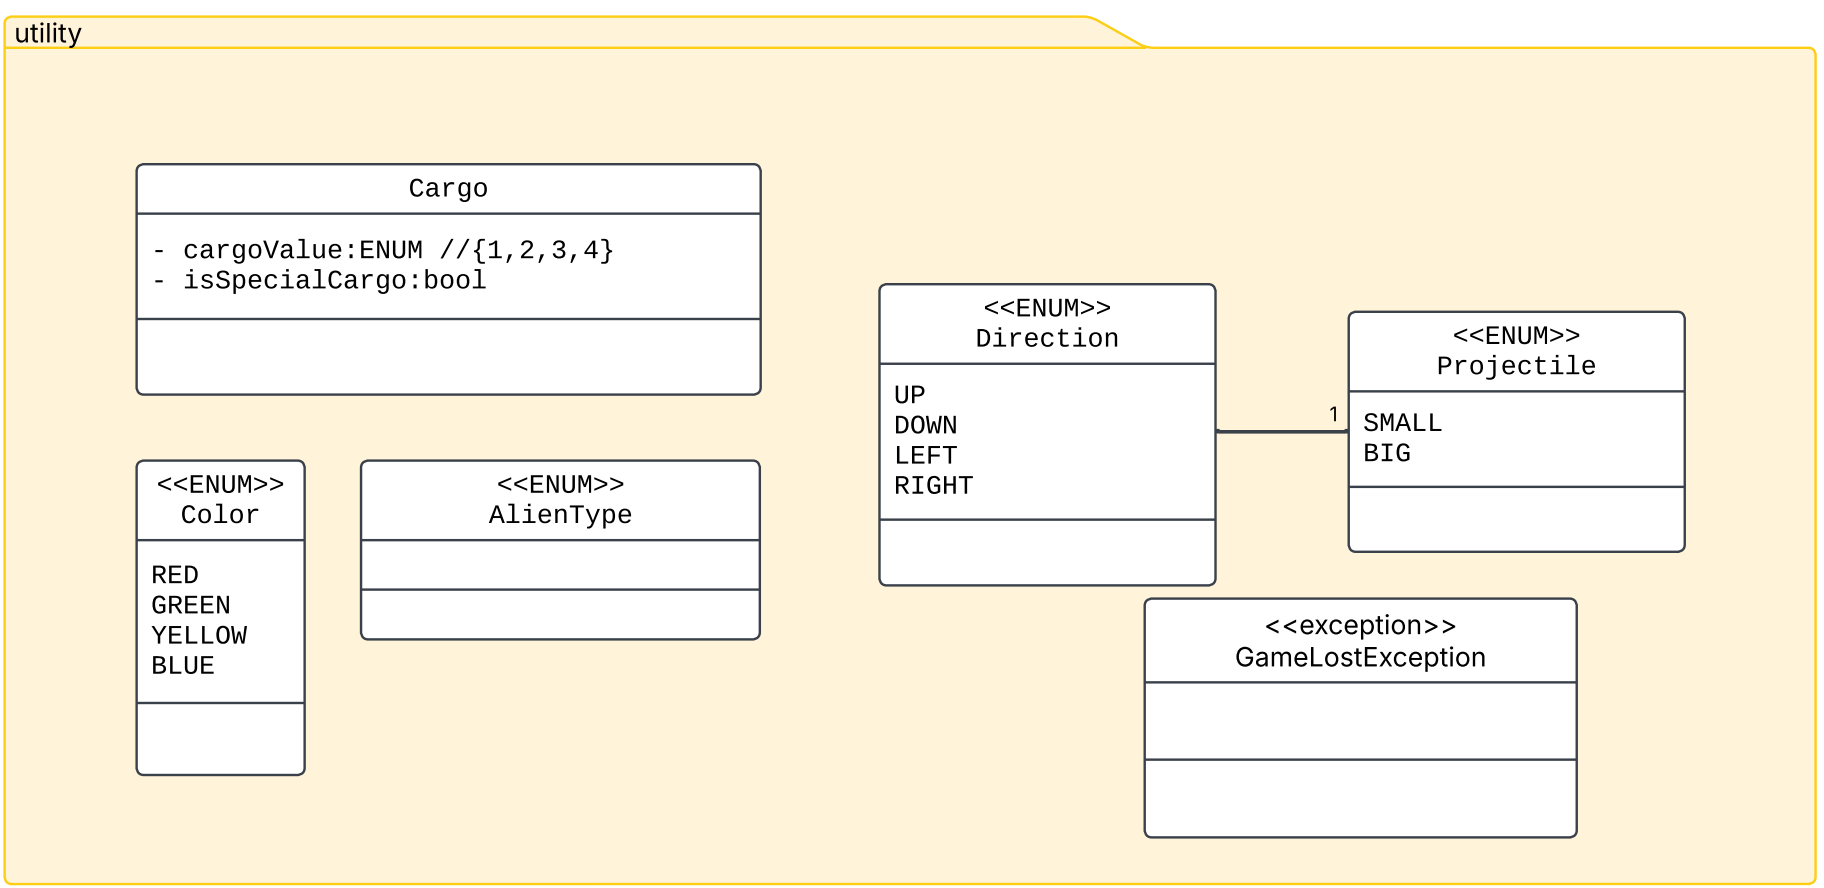 utility
Cargo
- cargoValue:ENUM //{1,2,3,4}
- isSpecialCargo:bool
<<ENUM>>
Direction
UP
DOWN
LEFT
RIGHT
1
<<ENUM>>
Projectile
SMALL
BIG
<<ENUM>>
Color
RED
GREEN
YELLOW
BLUE
<<ENUM>>
AlienType
<<exception>>
GameLostException